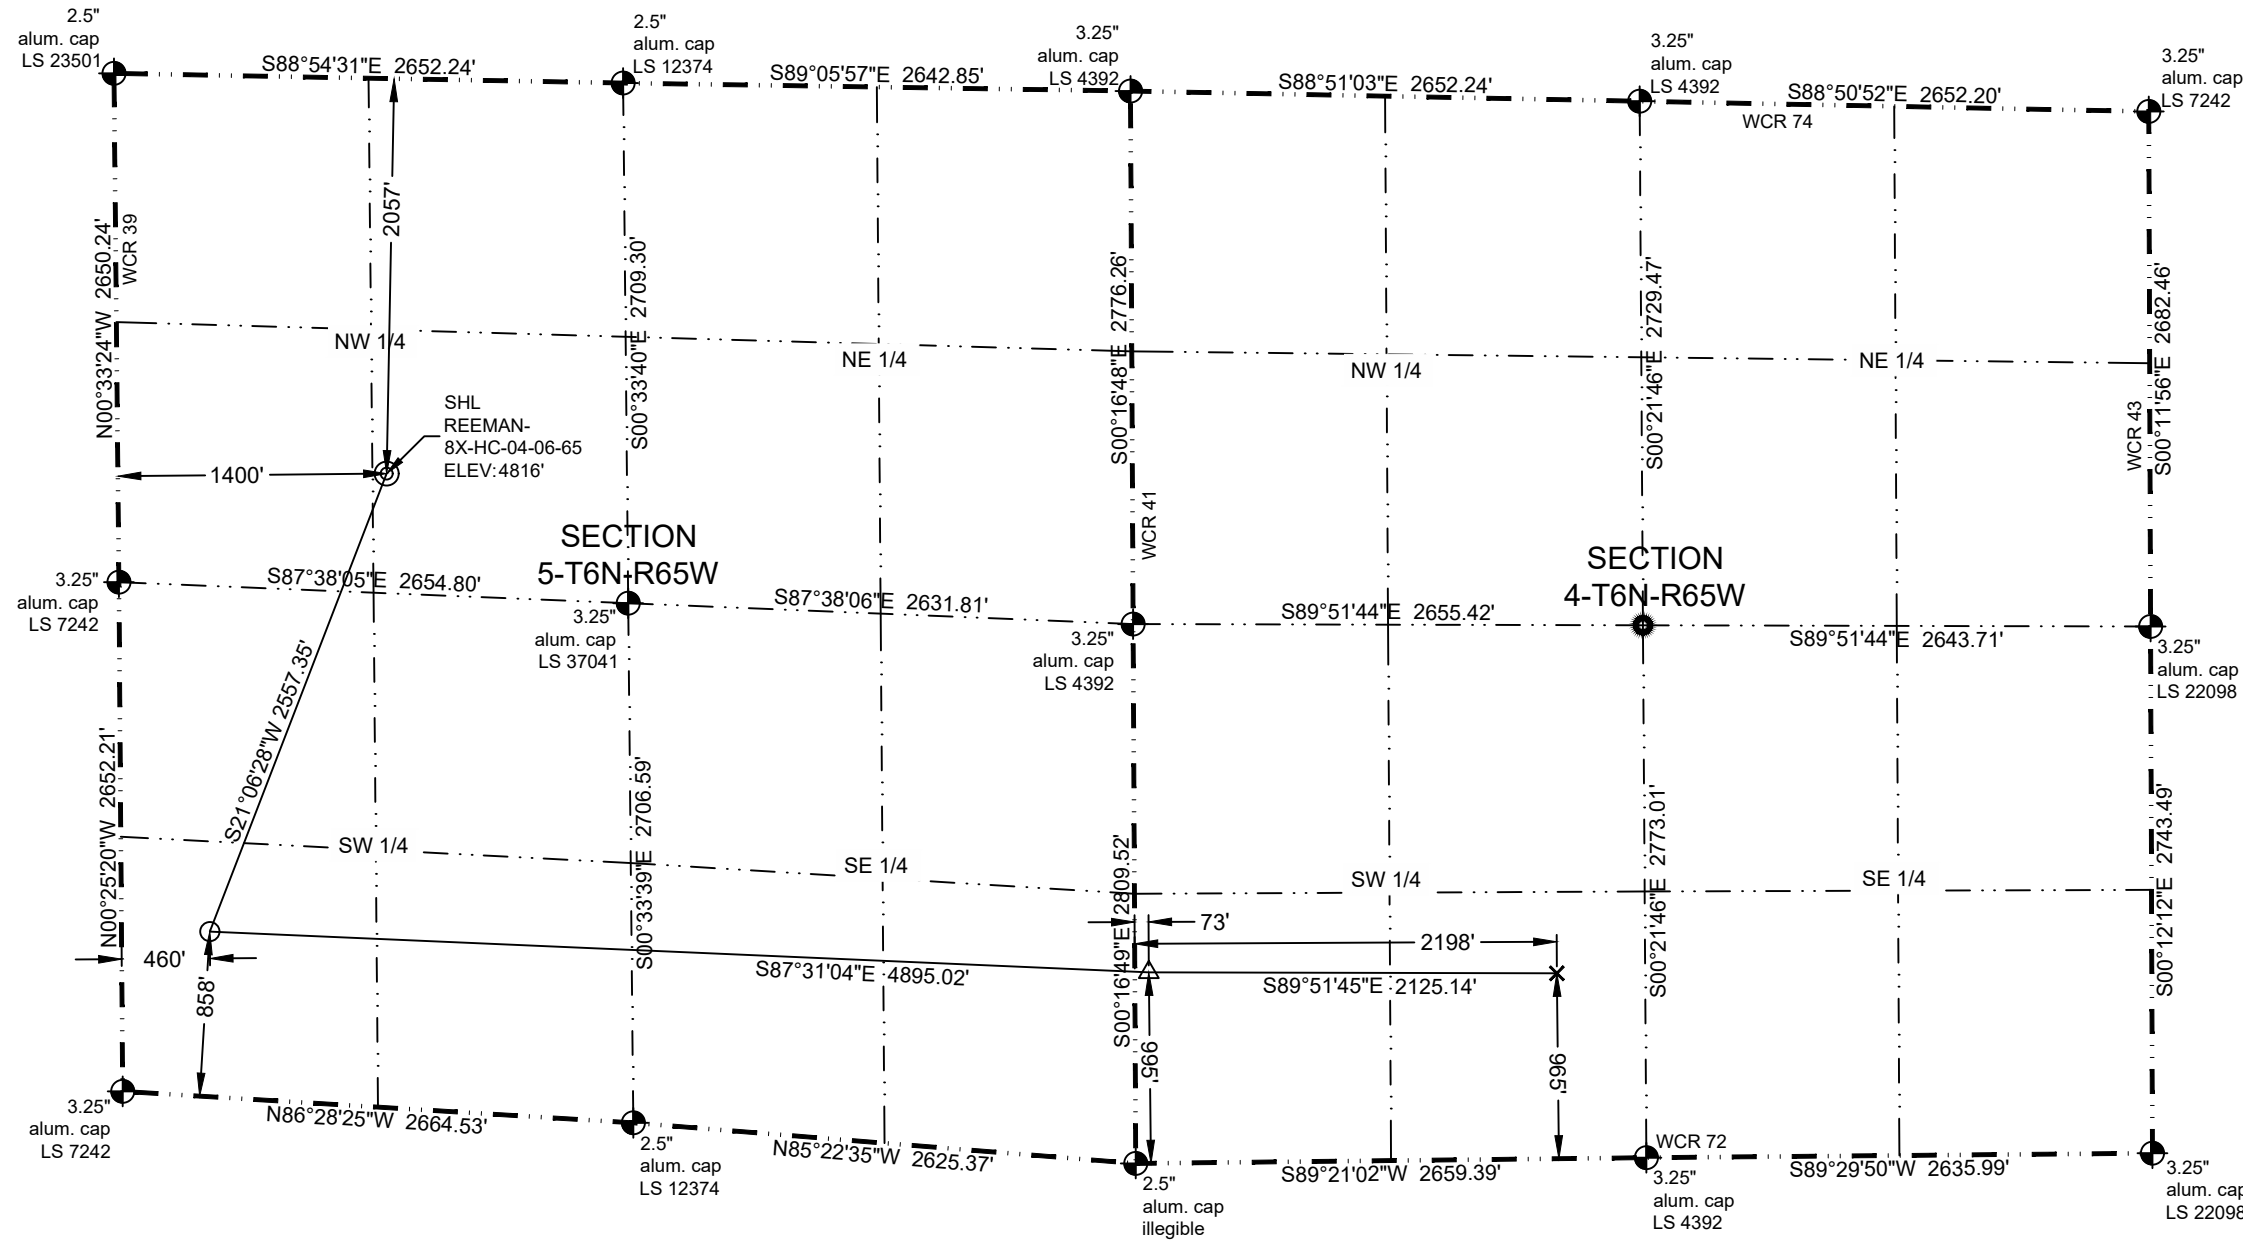 2.5"
alum. cap
LS 23501
S88°54'31"E 2652.24'
2.5"
alum. cap
LS 12374
S89°05'57"E 2642.85'
3.25"
alum. cap
LS 4392
S88°51'03"E 2652.24'
3.25"
alum. cap
LS 4392
S88°50'52"E 2652.20'
WCR 74
3.25"
alum. cap
LS 7242
N00°33'24"W 2650.24'
WCR 39
2057'
S00°33'40"E 2709.30'
S00°16'48"E 2776.26'
S00°21'46"E 2729.47'
S00°11'56"E 2682.46'
WCR 43
NW 1/4
NE 1/4
NW 1/4
NE 1/4
SHL
REEMAN-
8X-HC-04-06-65
ELEV:4816'
1400'
WCR 41
SECTION
5-T6N-R65W
SECTION
4-T6N-R65W
3.25"
alum. cap
LS 7242
S87°38'05"E 2654.80'
3.25"
alum. cap
LS 37041
S87°38'06"E 2631.81'
3.25"
alum. cap
LS 4392
S89°51'44"E 2655.42'
S89°51'44"E 2643.71'
3.25"
alum. cap
LS 22098
S21°06'28"W 2557.35'
N00°25'20"W 2652.21'
S00°33'39"E 2706.59'
S00°16'49"E 2809.52'
S00°21'46"E 2773.01'
S00°12'12"E 2743.49'
SW 1/4
SE 1/4
SW 1/4
SE 1/4
73'
2198'
460'
S87°31'04"E 4895.02'
S89°51'45"E 2125.14'
858'
995'
965'
3.25"
alum. cap
LS 7242
N86°28'25"W 2664.53'
2.5"
alum. cap
LS 12374
N85°22'35"W 2625.37'
2.5"
alum. cap
illegible
S89°21'02"W 2659.39'
WCR 72
3.25"
alum. cap
LS 4392
S89°29'50"W 2635.99'
3.25"
alum. cap
LS 22098